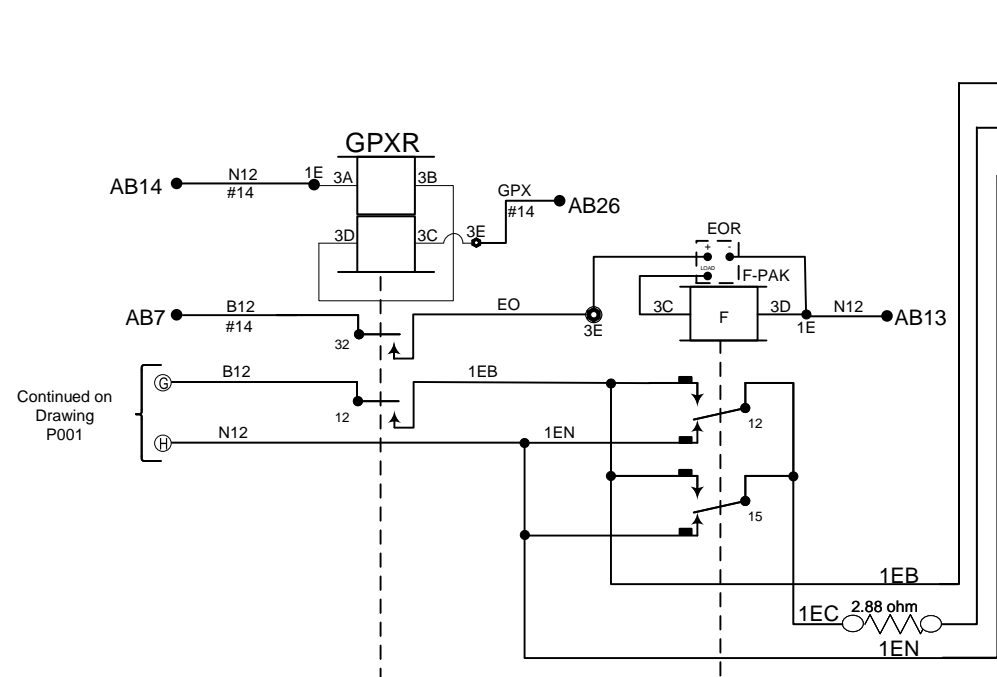 GPXR
AB14
N12
#14
1E
3A
3B
3D
3C
3E
GPX
#14
AB26
EOR
+
-
LOAD
F-PAK
AB7
B12
#14
32
EO
3E
3C
F
3D
1E
N12
AB13
Continued on
Drawing
P001
G
B12
12
1EB
12
H
N12
1EN
15
1EB
1EC
2.88 ohm
1EN